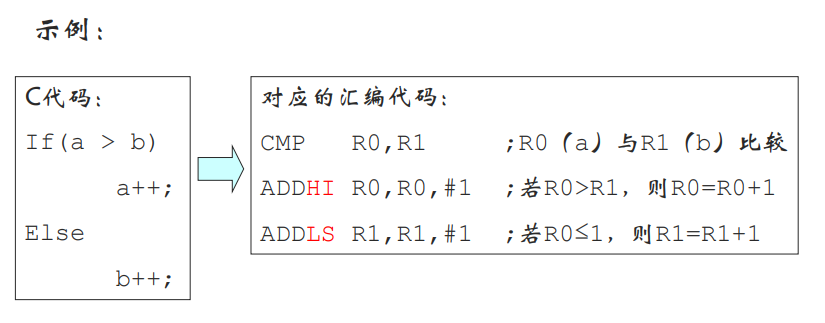 示例：
C代码：
If(a > b)
a++;
Else
b++;
对应的汇编代码：
CMP R0,R1 ;R0（a）与R1（b）比较
ADDHI R0,R0,#1 ;若R0>R1，则R0=R0+1
ADDLS R1,R1,#1 ;若R0≤1，则R1=R1+1